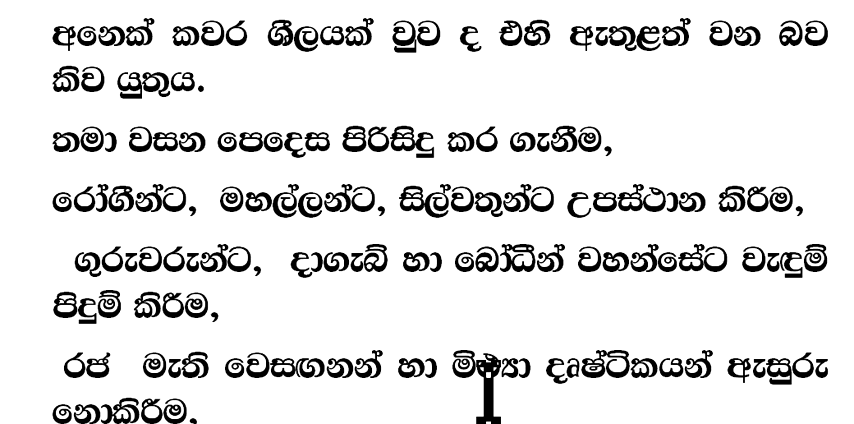 අනෙක් කවර ශීලයක් වුව ද එහි ඇතුළත් වන බව
කිව යුතුය.
තමා වසන පෙදෙස පිරිසිදු කර ගැනීම,
රෝගීන්ට, මහල්ලන්ට, සිල්වතුන්ට උපස්ථාන කිරීම,
ගුරුවරුන්ට, දාගැබ් හා බෝධීන් වහන්සේට වැඳුම්
පිදුම් කිරීම,
රජ මැති වෙසඟනන් හා මිථ්‍යා දෘෂ්ටිකයන් ඇසුරු
නොකිරීම,